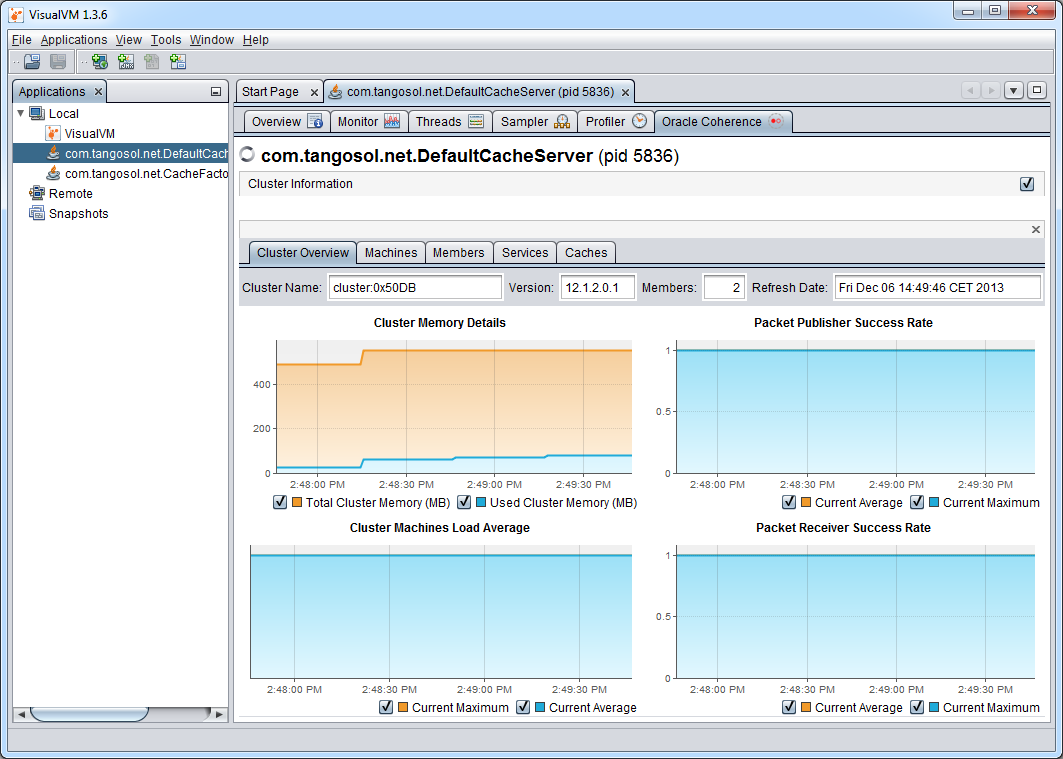 VisualVM 1.3.6
File Applications View Tools Window Help
Applications
Start Page com.tangosol.net.DefaultCacheServer (pid 5836)
Local
VisualVM
com.tangosol.net.DefaultCach
com.tangosol.net.CacheFacto
Remote
Snapshots
Overview Monitor Threads Sampler Profiler Oracle Coherence
com.tangosol.net.DefaultCacheServer (pid 5836)
Cluster Information
Cluster Overview Machines Members Services Caches
Cluster Name: cluster:0x50DB Version: 12.1.2.0.1 Members: 2 Refresh Date: Fri Dec 06 14:49:46 CET 2013
Cluster Memory Details
400
200
0
2:48:00 PM 2:48:30 PM 2:49:00 PM 2:49:30 PM
Total Cluster Memory (MB) Used Cluster Memory (MB)
Packet Publisher Success Rate
1
0.5
0
2:48:00 PM 2:48:30 PM 2:49:00 PM 2:49:30 PM
Current Average Current Maximum
Cluster Machines Load Average
2:48:00 PM 2:48:30 PM 2:49:00 PM 2:49:30 PM
Current Maximum Current Average
Packet Receiver Success Rate
1
0.5
0
2:48:00 PM 2:48:30 PM 2:49:00 PM 2:49:30 PM
Current Average Current Maximum